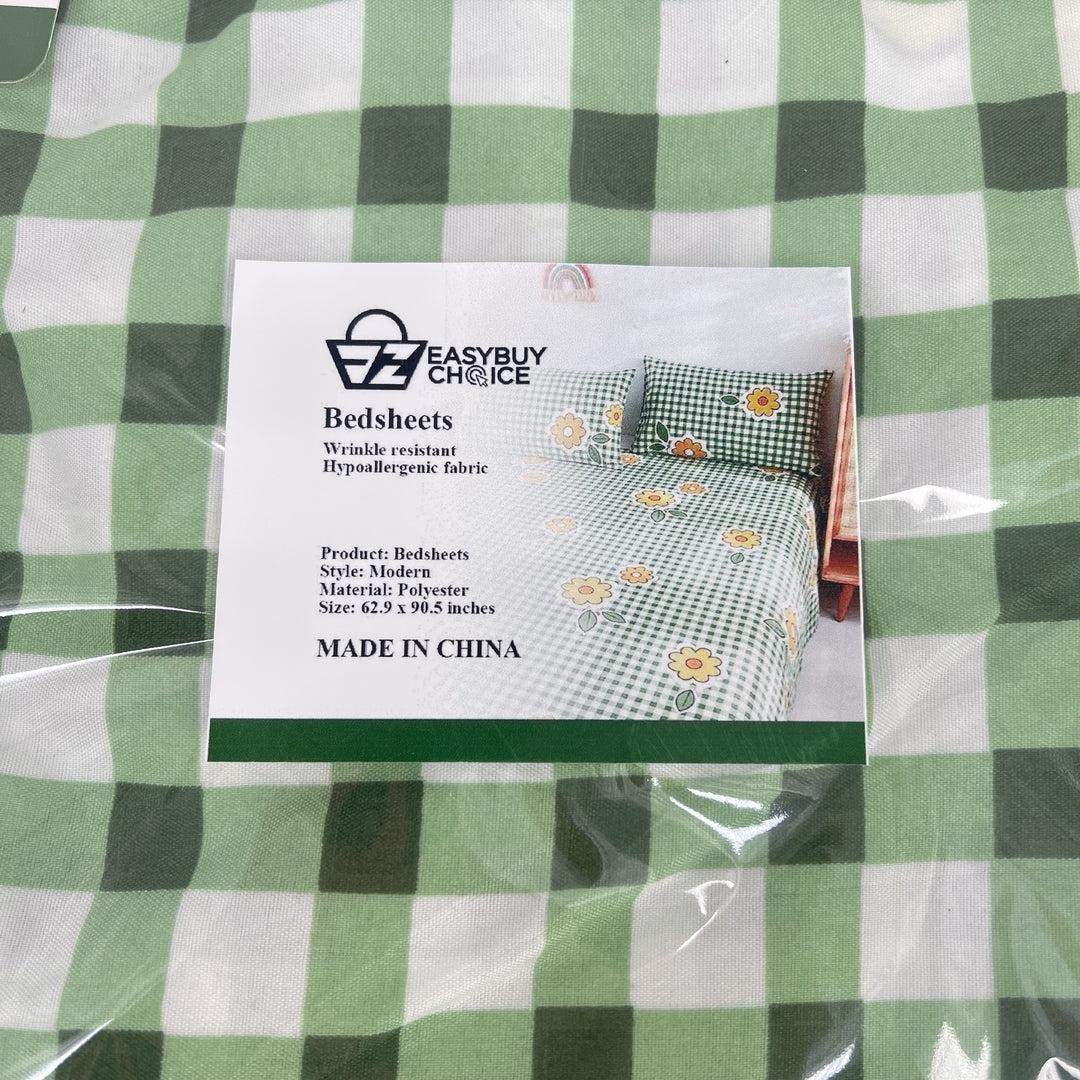 EASYBUY
CHOICE
Bedsheets
Wrinkle resistant
Hypoallergenic fabric
Product: Bedsheets
Style: Modern
Material: Polyester
Size: 62.9 x 90.5 inches
MADE IN CHINA